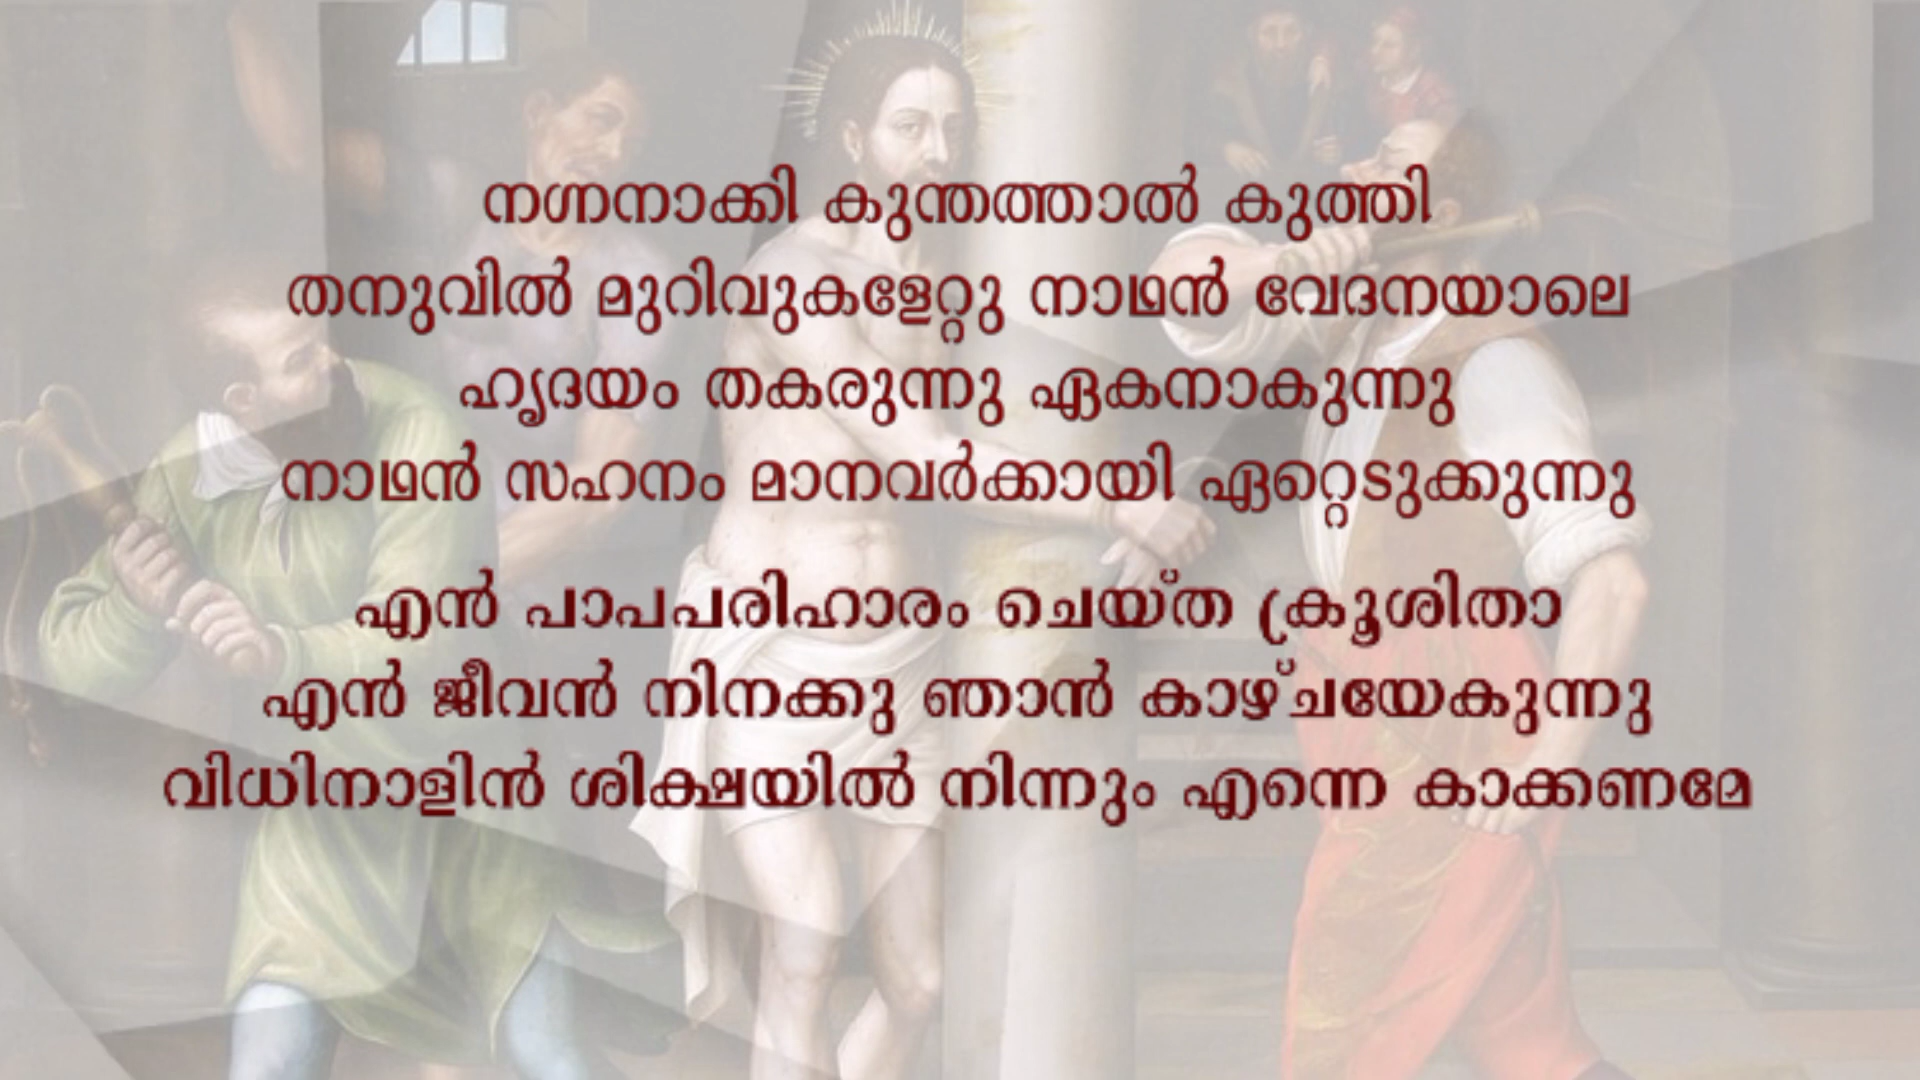 നഗ്നനാക്കി കുന്തത്താൽ കുത്തി
തനുവിൽ മുറിവുകളേറ്റു നാഥൻ വേദനയാലെ
ഹൃദയം തകരുന്നു ഏകനാകുന്നു
നാഥൻ സഹനം മാനവർക്കായി ഏറ്റെടുക്കുന്നു
എൻ പാപപരിഹാരം ചെയ്ത ക്രൂശിതാ
എൻ ജീവൻ നിനക്കു ഞാൻ കാഴ്ചയേകുന്നു
വിധിനാളിൻ ശിക്ഷയിൽ നിന്നും എന്നെ കാക്കണമേ